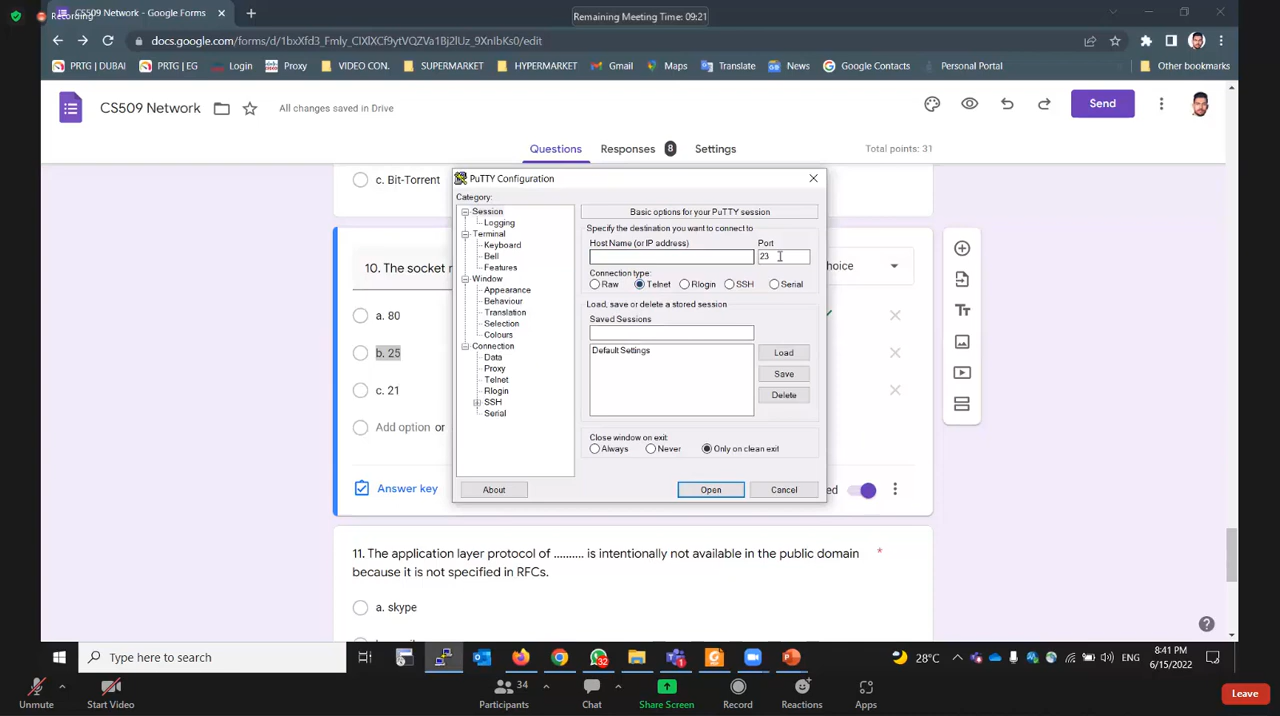 Recording
CS509 Network - Google Forms
Remaining Meeting Time: 09:21
PRTG | DUBAI
PRTG | EG
Login
Proxy
VIDEO CON.
SUPERMARKET
HYPERMARKET
Gmail
Maps
Translate
News
Google Contacts
Personal Portal
Other bookmarks
CS509 Network
All changes saved in Drive
Send
Questions
Responses 8
Settings
Total points: 31
c. Bit-Torrent
10. The socket
hoice
a. 80
b. 25
c. 21
Add option or
Answer key
ed
PuTTY Configuration
Category:
Session
Logging
Terminal
Keyboard
Bell
Features
Window
Appearance
Behaviour
Translation
Selection
Colours
Connection
Data
Proxy
Telnet
Rlogin
SSH
Serial
Basic options for your PuTTY session
Specify the destination you want to connect to
Host Name (or IP address)
Port
23
Connection type:
Raw
Telnet
Rlogin
SSH
Serial
Load, save or delete a stored session
Saved Sessions
Default Settings
Load
Save
Delete
Close window on exit:
Always
Never
Only on clean exit
About
Open
Cancel
11. The application layer protocol of .......... is intentionally not available in the public domain *
because it is not specified in RFCs.
a. skype
Type here to search
32
1
28°C
ENG
8:41 PM
6/15/2022
Unmute
Start Video
34
Participants
Chat
Share Screen
Record
Reactions
Apps
Leave